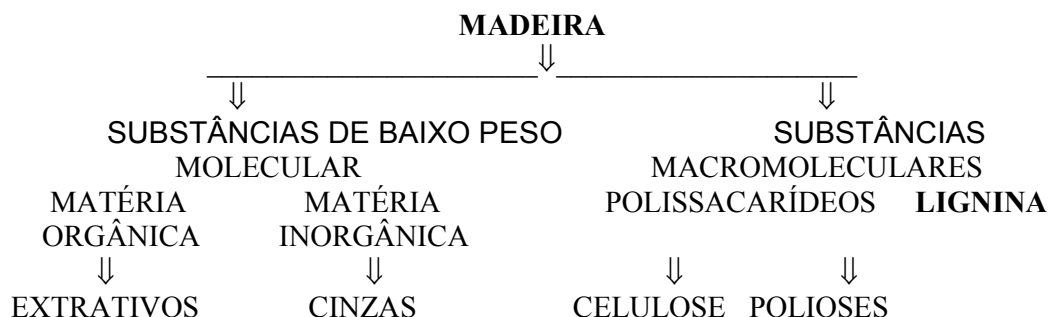 MADEIRA
⇓
⇓ ⇓
SUBSTÂNCIAS DE BAIXO PESO SUBSTÂNCIAS
MOLECULAR MACROMOLECULARES
MATÉRIA MATÉRIA POLISSACARÍDEOS LIGNINA
ORGÂNICA INORGÂNICA
⇓ ⇓ ⇓ ⇓
EXTRATIVOS CINZAS CELULOSE POLIOSES